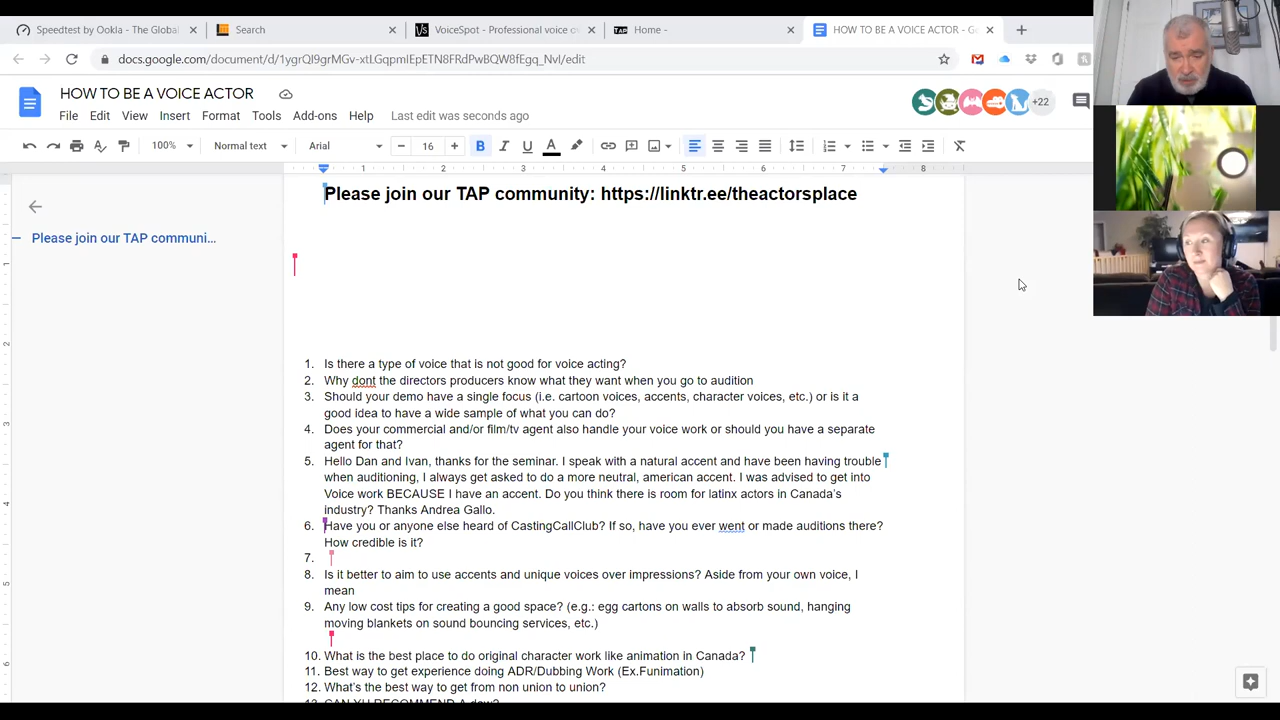 Speedtest by Ookla - The Global
Search
VoiceSpot - Professional voice ov
Home -
HOW TO BE A VOICE ACTOR - Go
docs.google.com/document/d/1ygrQI9grMGv-xtLGqpmIEpETN8FRdPwBQW8fEgq_NvI/edit
HOW TO BE A VOICE ACTOR
File Edit View Insert Format Tools Add-ons Help Last edit was seconds ago
+22
100% Normal text Arial 16 B I U A
1 2 3 4 5 6 7 8
Please join our TAP community: https://linktr.ee/theactorsplace
Please join our TAP communi...
1. Is there a type of voice that is not good for voice acting?
2. Why dont the directors producers know what they want when you go to audition
3. Should your demo have a single focus (i.e. cartoon voices, accents, character voices, etc.) or is it a
good idea to have a wide sample of what you can do?
4. Does your commercial and/or film/tv agent also handle your voice work or should you have a separate
agent for that?
5. Hello Dan and Ivan, thanks for the seminar. I speak with a natural accent and have been having trouble
when auditioning, I always get asked to do a more neutral, american accent. I was advised to get into
Voice work BECAUSE I have an accent. Do you think there is room for latinx actors in Canada's
industry? Thanks Andrea Gallo.
6. Have you or anyone else heard of CastingCallClub? If so, have you ever went or made auditions there?
How credible is it?
7.
8. Is it better to aim to use accents and unique voices over impressions? Aside from your own voice, I
mean
9. Any low cost tips for creating a good space? (e.g.: egg cartons on walls to absorb sound, hanging
moving blankets on sound bouncing services, etc.)
10. What is the best place to do original character work like animation in Canada?
11. Best way to get experience doing ADR/Dubbing Work (Ex.Funimation)
12. What's the best way to get from non union to union?